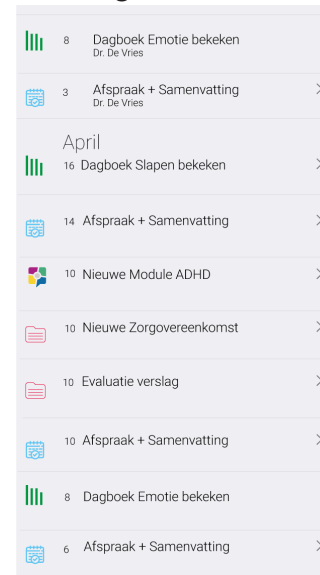 8 Dagboek Emotie bekeken
Dr. De Vries
3 Afspraak + Samenvatting
Dr. De Vries
April
16 Dagboek Slapen bekeken
14 Afspraak + Samenvatting
10 Nieuwe Module ADHD
10 Nieuwe Zorgovereenkomst
10 Evaluatie verslag
10 Afspraak + Samenvatting
8 Dagboek Emotie bekeken
6 Afspraak + Samenvatting